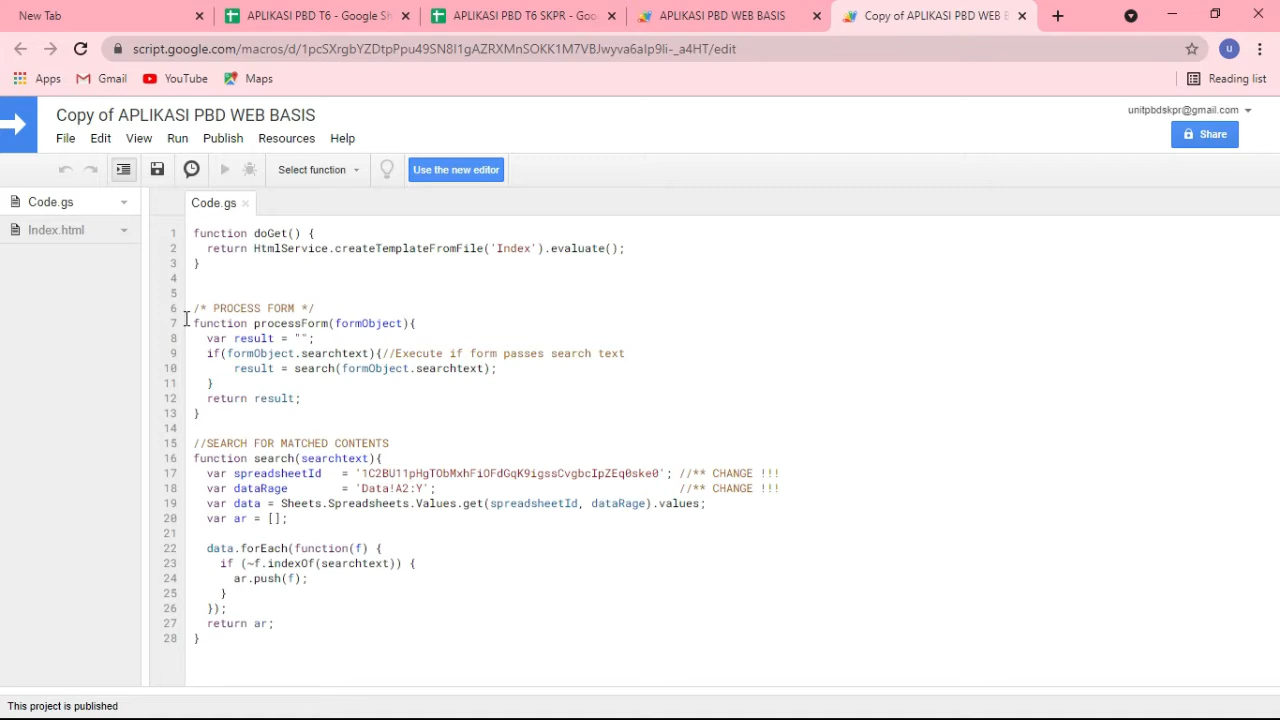 New Tab
APLIKASI PBD T6 - Google Sh
APLIKASI PBD T6 SKPR - Goo
APLIKASI PBD WEB BASIS
Copy of APLIKASI PBD WEB B
script.google.com/macros/d/1pcSXrgbYZDtpPpu49SN8I1gAZRXMnSOKK1M7VBJwyva6aIp9Ii-_a4HT/edit
u
Apps
Gmail
YouTube
Maps
Reading list
Copy of APLIKASI PBD WEB BASIS
unitpbdskpr@gmail.com
File Edit View Run Publish Resources Help
Share
Select function
Use the new editor
Code.gs
Index.html
Code.gs
1 function doGet() {
2 return HtmlService.createTemplateFromFile('Index').evaluate();
3 }
4
5
6 /* PROCESS FORM */
7 function processForm(formObject){
8 var result = "";
9 if(formObject.searchtext){//Execute if form passes search text
10 result = search(formObject.searchtext);
11 }
12 return result;
13 }
14
15 //SEARCH FOR MATCHED CONTENTS
16 function search(searchtext){
17 var spreadsheetId = '1C2BU11pHgTObMxhFiOFdGqK9igssCvgbcIpZEq0ske0'; //** CHANGE !!!
18 var dataRage = 'Data!A2:Y'; //** CHANGE !!!
19 var data = Sheets.Spreadsheets.Values.get(spreadsheetId, dataRage).values;
20 var ar = [];
21
22 data.forEach(function(f) {
23 if (~f.indexOf(searchtext)) {
24 ar.push(f);
25 }
26 });
27 return ar;
28 }
This project is published